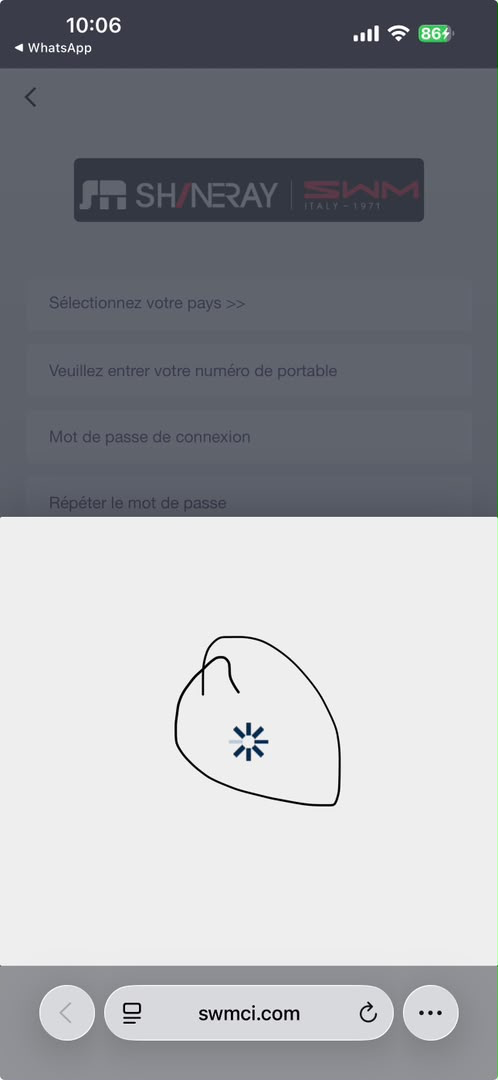 10:06
86
◀ WhatsApp
SHINERAY
SWM
ITALY – 1971
Sélectionnez votre pays >>
Veuillez entrer votre numéro de portable
Mot de passe de connexion
Répéter le mot de passe
swmci.com